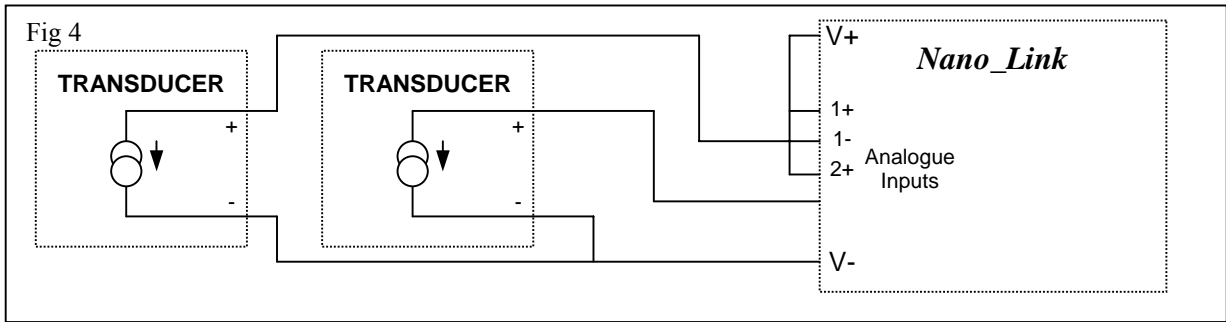 Fig 4
TRANSDUCER
+
-
TRANSDUCER
+
-
V+
Nano_Link
1+
1-
2+
Analogue
Inputs
V-